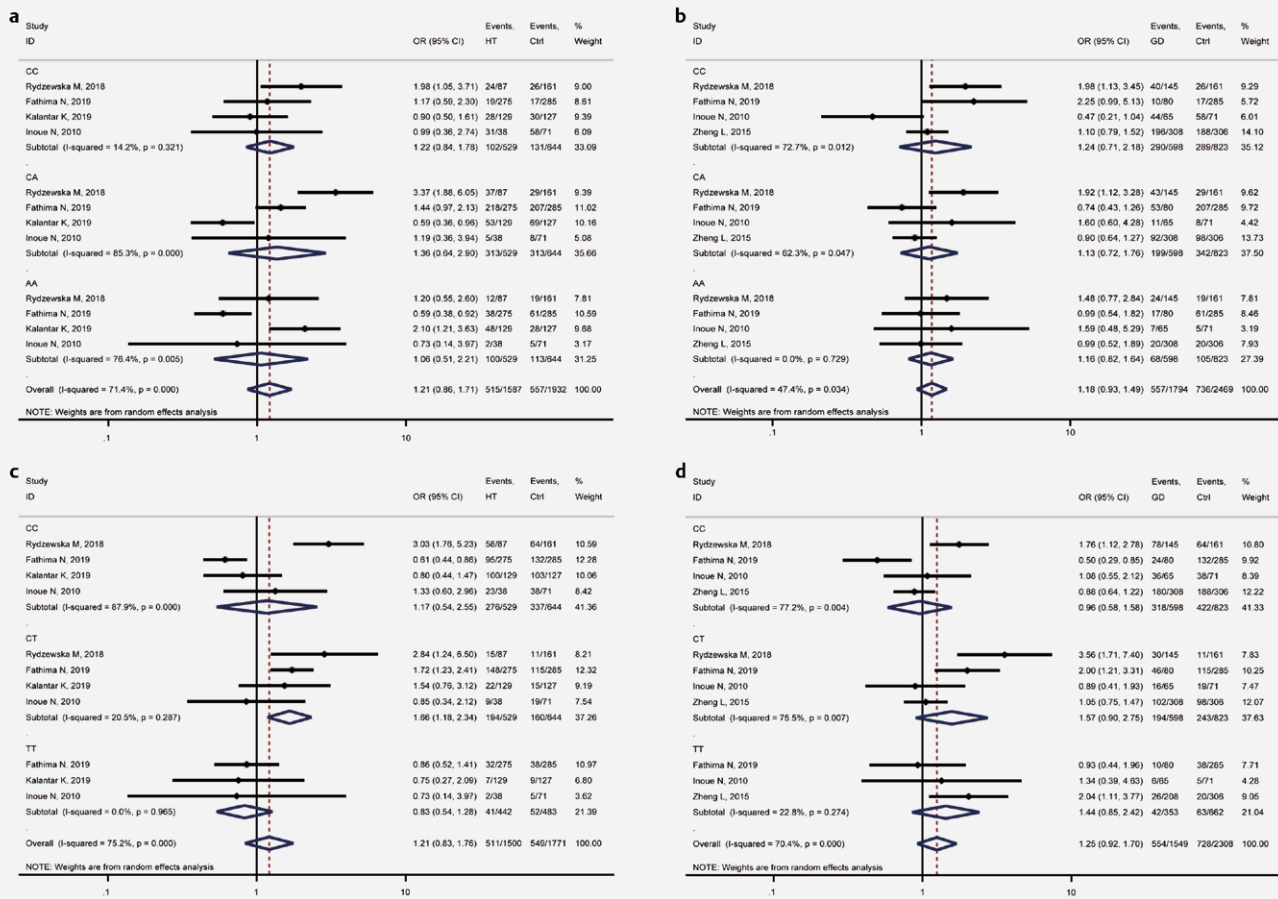 a
Study Events, Events, %
ID OR (95% CI) HT Ctrl Weight
CC
Rydzewska M, 2018 1.98 (1.05, 3.71) 24/87 26/161 9.00
Fathima N, 2019 1.17 (0.59, 2.30) 19/275 17/285 8.61
Kalantar K, 2019 0.90 (0.50, 1.61) 28/129 30/127 9.39
Inoue N, 2010 0.99 (0.36, 2.74) 31/38 58/71 6.09
Subtotal (I-squared = 14.2%, p = 0.321) 1.22 (0.84, 1.78) 102/529 131/644 33.09
.
CA
Rydzewska M, 2018 3.37 (1.88, 6.05) 37/87 29/161 9.39
Fathima N, 2019 1.44 (0.97, 2.13) 218/275 207/285 11.02
Kalantar K, 2019 0.59 (0.36, 0.96) 53/129 69/127 10.16
Inoue N, 2010 1.19 (0.36, 3.94) 5/38 8/71 5.08
Subtotal (I-squared = 85.3%, p = 0.000) 1.36 (0.64, 2.90) 313/529 313/644 35.66
.
AA
Rydzewska M, 2018 1.20 (0.55, 2.60) 12/87 19/161 7.81
Fathima N, 2019 0.59 (0.38, 0.92) 38/275 61/285 10.59
Kalantar K, 2019 2.10 (1.21, 3.63) 48/129 28/127 9.68
Inoue N, 2010 0.73 (0.14, 3.97) 2/38 5/71 3.17
Subtotal (I-squared = 76.4%, p = 0.005) 1.06 (0.51, 2.21) 100/529 113/644 31.25
.
Overall (I-squared = 71.4%, p = 0.000) 1.21 (0.86, 1.71) 515/1587 557/1932 100.00
NOTE: Weights are from random effects analysis
.1 1 10
b
Study Events, Events, %
ID OR (95% CI) GD Ctrl Weight
CC
Rydzewska M, 2018 1.98 (1.13, 3.45) 40/145 26/161 9.29
Fathima N, 2019 2.25 (0.99, 5.13) 10/80 17/285 5.72
Inoue N, 2010 0.47 (0.21, 1.04) 44/65 58/71 6.01
Zheng L, 2015 1.10 (0.79, 1.52) 196/308 188/306 14.10
Subtotal (I-squared = 72.7%, p = 0.012) 1.24 (0.71, 2.18) 290/598 289/823 35.12
.
CA
Rydzewska M, 2018 1.92 (1.12, 3.28) 43/145 29/161 9.62
Fathima N, 2019 0.74 (0.43, 1.26) 53/80 207/285 9.72
Inoue N, 2010 1.60 (0.60, 4.28) 11/65 8/71 4.42
Zheng L, 2015 0.90 (0.64, 1.27) 92/308 98/306 13.73
Subtotal (I-squared = 62.3%, p = 0.047) 1.13 (0.72, 1.76) 199/598 342/823 37.50
.
AA
Rydzewska M, 2018 1.48 (0.77, 2.84) 24/145 19/161 7.81
Fathima N, 2019 0.99 (0.54, 1.82) 17/80 61/285 8.46
Inoue N, 2010 1.59 (0.48, 5.29) 7/65 5/71 3.19
Zheng L, 2015 0.99 (0.52, 1.89) 20/308 20/306 7.93
Subtotal (I-squared = 0.0%, p = 0.729) 1.16 (0.82, 1.64) 68/598 105/823 27.39
.
Overall (I-squared = 47.4%, p = 0.034) 1.18 (0.93, 1.49) 557/1794 736/2469 100.00
NOTE: Weights are from random effects analysis
.1 1 10
c
Study Events, Events, %
ID OR (95% CI) HT Ctrl Weight
CC
Rydzewska M, 2018 3.03 (1.76, 5.23) 58/87 64/161 10.59
Fathima N, 2019 0.61 (0.44, 0.86) 95/275 132/285 12.28
Kalantar K, 2019 0.80 (0.44, 1.47) 100/129 103/127 10.06
Inoue N, 2010 1.33 (0.60, 2.96) 23/38 38/71 8.42
Subtotal (I-squared = 87.9%, p = 0.000) 1.17 (0.54, 2.55) 276/529 337/644 41.36
.
CT
Rydzewska M, 2018 2.84 (1.24, 6.50) 15/87 11/161 8.21
Fathima N, 2019 1.72 (1.23, 2.41) 148/275 115/285 12.32
Kalantar K, 2019 1.54 (0.76, 3.12) 22/129 15/127 9.19
Inoue N, 2010 0.85 (0.34, 2.12) 9/38 19/71 7.54
Subtotal (I-squared = 20.5%, p = 0.287) 1.66 (1.18, 2.34) 194/529 160/644 37.26
.
TT
Fathima N, 2019 0.86 (0.52, 1.41) 32/275 38/285 10.97
Kalantar K, 2019 0.75 (0.27, 2.09) 7/129 9/127 6.80
Inoue N, 2010 0.73 (0.14, 3.97) 2/38 5/71 3.62
Subtotal (I-squared = 0.0%, p = 0.965) 0.83 (0.54, 1.28) 41/442 52/483 21.39
.
Overall (I-squared = 75.2%, p = 0.000) 1.21 (0.83, 1.76) 511/1500 549/1771 100.00
NOTE: Weights are from random effects analysis
.1 1 10
d
Study Events, Events, %
ID OR (95% CI) GD Ctrl Weight
CC
Rydzewska M, 2018 1.76 (1.12, 2.78) 78/145 64/161 10.80
Fathima N, 2019 0.50 (0.29, 0.85) 24/80 132/285 9.92
Inoue N, 2010 1.08 (0.55, 2.12) 36/65 38/71 8.39
Zheng L, 2015 0.88 (0.64, 1.22) 180/308 188/306 12.22
Subtotal (I-squared = 77.2%, p = 0.004) 0.96 (0.58, 1.58) 318/598 422/823 41.33
.
CT
Rydzewska M, 2018 3.56 (1.71, 7.40) 30/145 11/161 7.83
Fathima N, 2019 2.00 (1.21, 3.31) 46/80 115/285 10.25
Inoue N, 2010 0.89 (0.41, 1.93) 16/65 19/71 7.47
Zheng L, 2015 1.05 (0.75, 1.47) 102/308 98/306 12.07
Subtotal (I-squared = 75.5%, p = 0.007) 1.57 (0.90, 2.75) 194/598 243/823 37.63
.
TT
Fathima N, 2019 0.93 (0.44, 1.96) 10/80 38/285 7.71
Inoue N, 2010 1.34 (0.39, 4.63) 6/65 5/71 4.28
Zheng L, 2015 2.04 (1.11, 3.77) 26/208 20/306 9.05
Subtotal (I-squared = 22.8%, p = 0.274) 1.44 (0.85, 2.42) 42/353 63/662 21.04
.
Overall (I-squared = 70.4%, p = 0.000) 1.25 (0.92, 1.70) 554/1549 728/2308 100.00
NOTE: Weights are from random effects analysis
.1 1 10